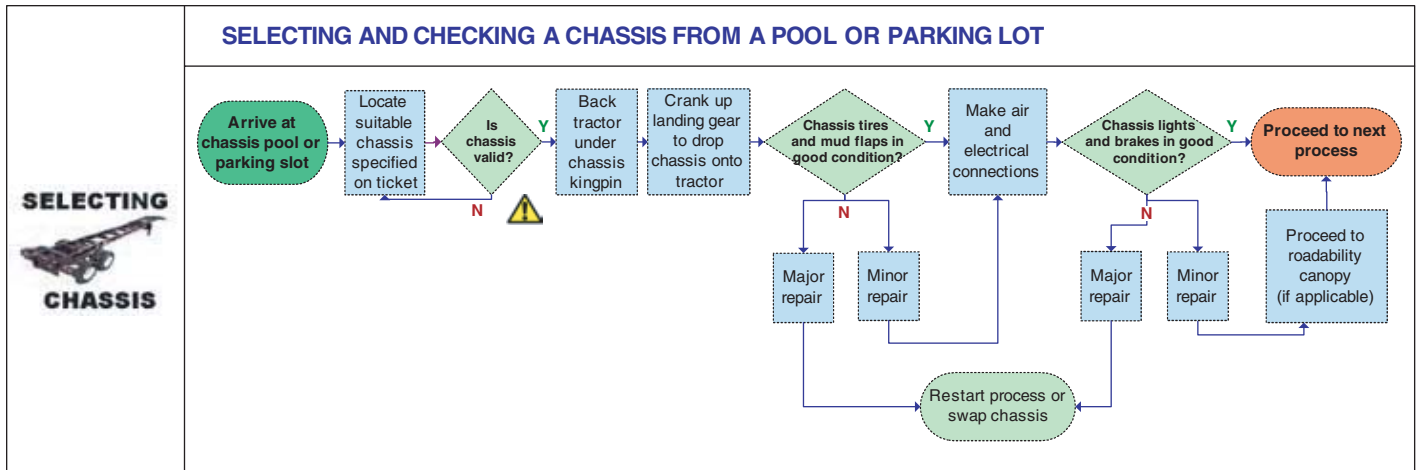 SELECTING AND CHECKING A CHASSIS FROM A POOL OR PARKING LOT
SELECTING
CHASSIS
Arrive at
chassis pool or
parking slot
Locate
suitable
chassis
specified
on ticket
Is
chassis
valid?
Y
N
Back
tractor
under
chassis
kingpin
Crank up
landing gear
to drop
chassis onto
tractor
Chassis tires
and mud flaps in
good condition?
Y
N
Major
repair
Minor
repair
Make air
and
electrical
connections
Chassis lights
and brakes in good
condition?
Y
N
Major
repair
Minor
repair
Proceed to
roadability
canopy
(if applicable)
Proceed to next
process
Restart process or
swap chassis